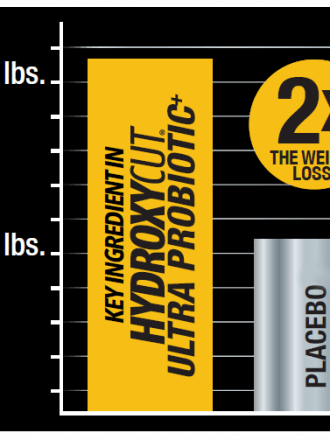 lbs.
lbs.
KEY INGREDIENT IN
HYDROXYCUT®
ULTRA PROBIOTIC+
2x
THE WEI
LOSS
PLACEBO